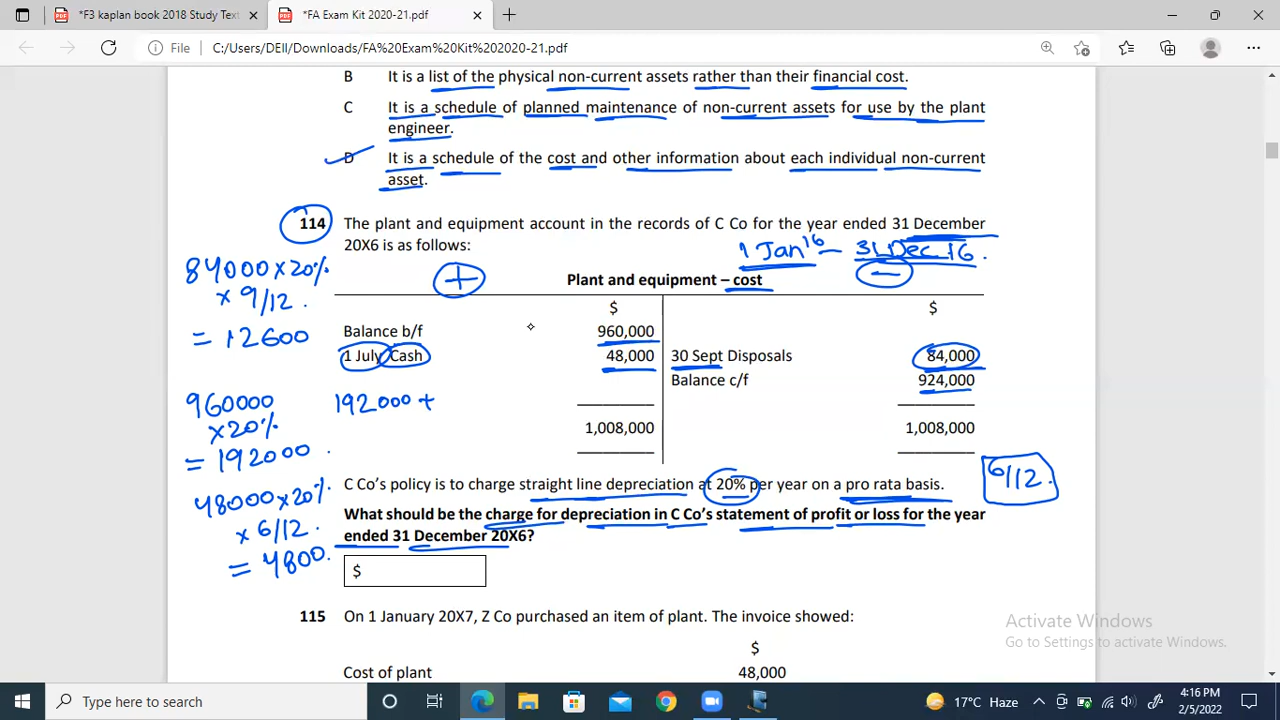 *F3 kaplan book 2018 Study Text
*FA Exam Kit 2020-21.pdf
File
C:/Users/DEll/Downloads/FA%20Exam%20Kit%202020-21.pdf
B It is a list of the physical non-current assets rather than their financial cost.
C It is a schedule of planned maintenance of non-current assets for use by the plant
engineer.
D It is a schedule of the cost and other information about each individual non-current
asset.
114 The plant and equipment account in the records of C Co for the year ended 31 December
20X6 is as follows:
1 Jan 16 – 31 Dec 16.
84000 x 20%
x 9/12.
= 12600
+
–
Plant and equipment – cost
$ $
Balance b/f 960,000
1 July Cash 48,000 30 Sept Disposals 84,000
Balance c/f 924,000
1,008,000 1,008,000
960000
x20%
= 192000.
192000 +
48000 x 20%.
x 6/12.
= 4800.
6/12.
C Co's policy is to charge straight line depreciation at 20% per year on a pro rata basis.
What should be the charge for depreciation in C Co's statement of profit or loss for the year
ended 31 December 20X6?
$
115 On 1 January 20X7, Z Co purchased an item of plant. The invoice showed:
$
Cost of plant 48,000
Activate Windows
Go to Settings to activate Windows.
Type here to search
17°C Haze
4:16 PM
2/5/2022